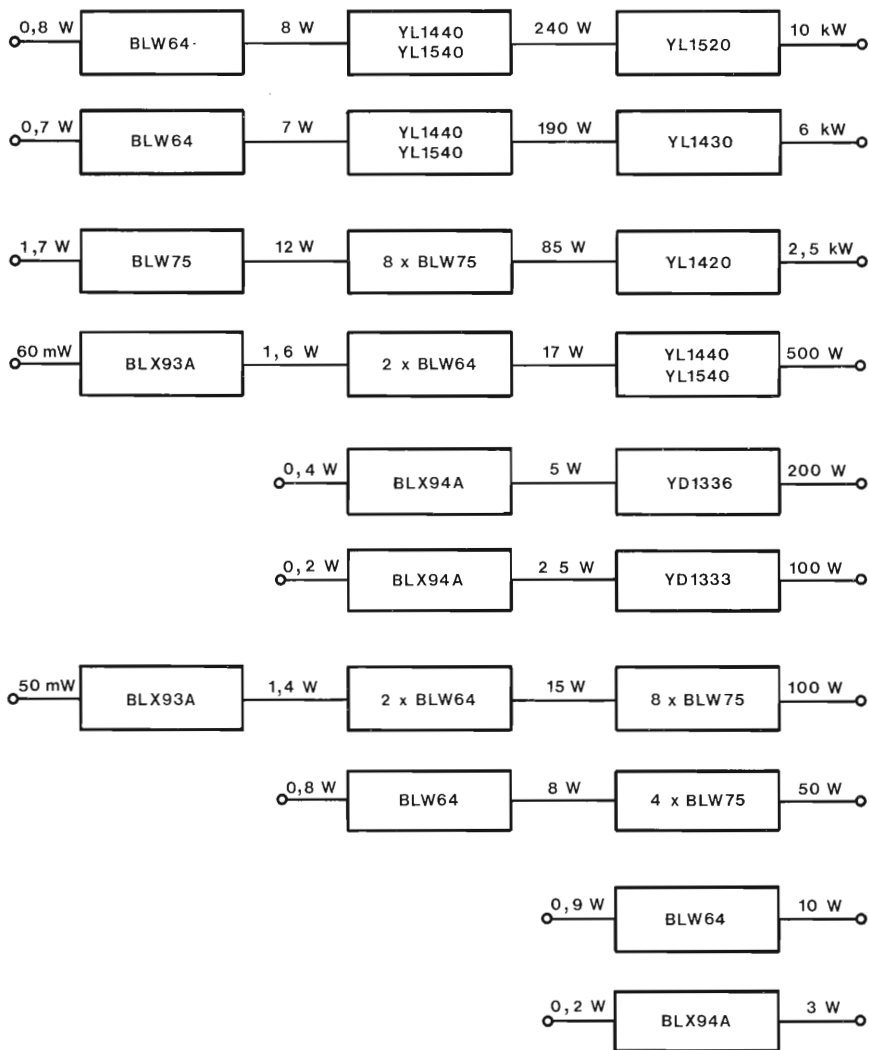 0,8 W BLW64 8 W YL1440 YL1540 240 W YL1520 10 kW
0,7 W BLW64 7 W YL1440 YL1540 190 W YL1430 6 kW
1,7 W BLW75 12 W 8 x BLW75 85 W YL1420 2,5 kW
60 mW BLX93A 1,6 W 2 x BLW64 17 W YL1440 YL1540 500 W
0,4 W BLX94A 5 W YD1336 200 W
0,2 W BLX94A 2 5 W YD1333 100 W
50 mW BLX93A 1,4 W 2 x BLW64 15 W 8 x BLW75 100 W
0,8 W BLW64 8 W 4 x BLW75 50 W
0,9 W BLW64 10 W
0,2 W BLX94A 3 W